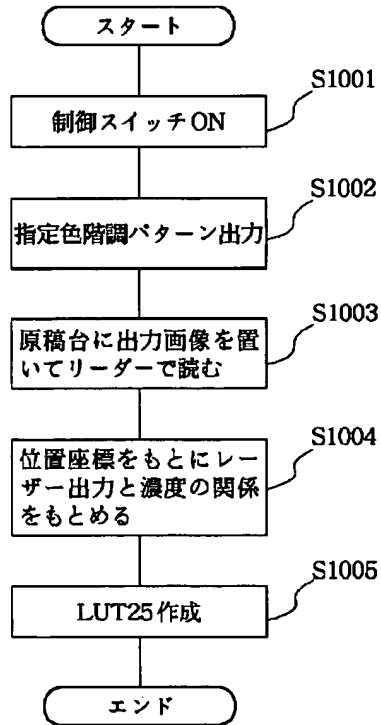 スタート
S1001
制御スイッチON
S1002
指定色階調パターン出力
S1003
原稿台に出力画像を置
いてリーダーで読む
S1004
位置座標をもとにレー
ザー出力と濃度の関係
をもとめる
S1005
LUT25作成
エンド